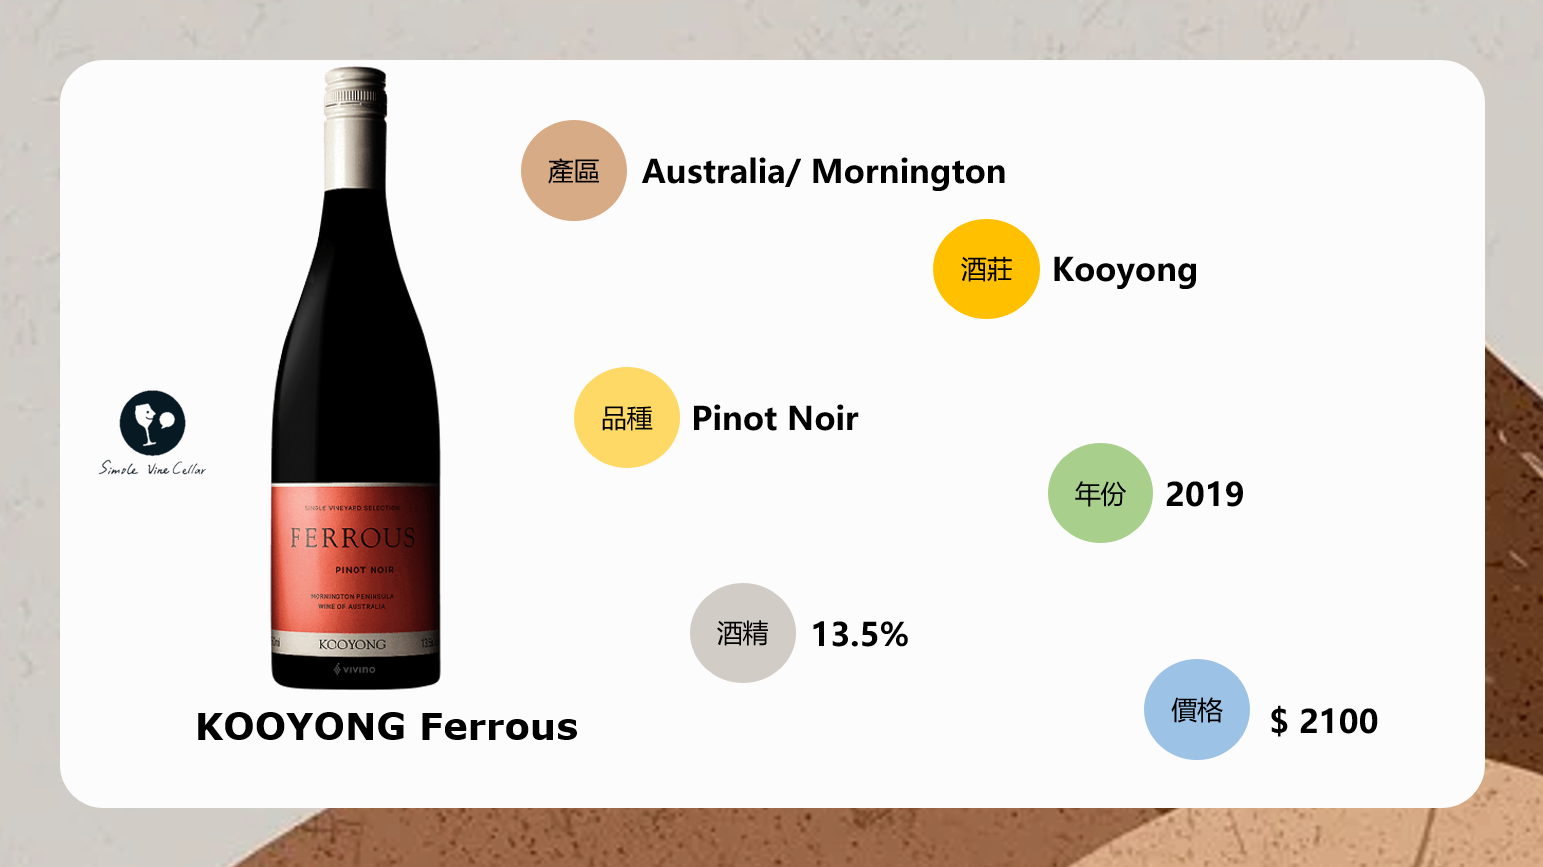 產區
Australia/ Mornington
酒莊
Kooyong
品種
Pinot Noir
年份
2019
酒精
13.5%
價格
$ 2100
Simple Vine Cellar
SINGLE VINEYARD SELECTION
FERROUS
PINOT NOIR
MORNINGTON PENINSULA
WINE OF AUSTRALIA
KOOYONG
vivino
KOOYONG Ferrous